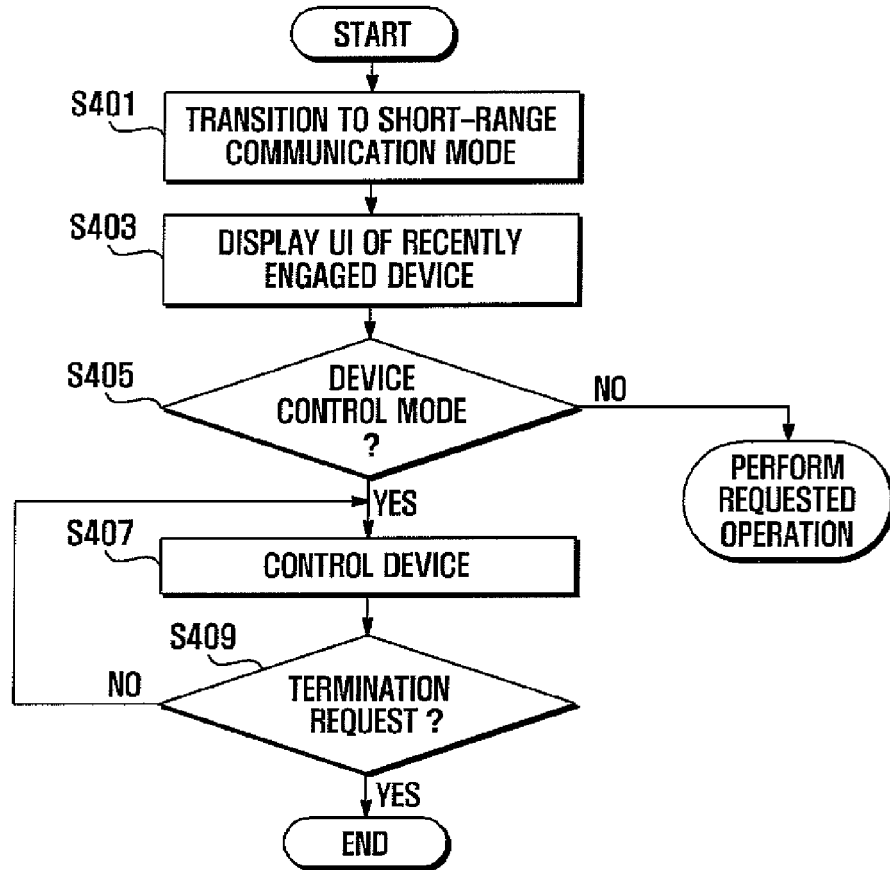 START
S401
TRANSITION TO SHORT-RANGE
COMMUNICATION MODE
S403
DISPLAY UI OF RECENTLY
ENGAGED DEVICE
S405
DEVICE
CONTROL MODE
?
NO
PERFORM
REQUESTED
OPERATION
YES
S407
CONTROL DEVICE
S409
NO
TERMINATION
REQUEST ?
YES
END